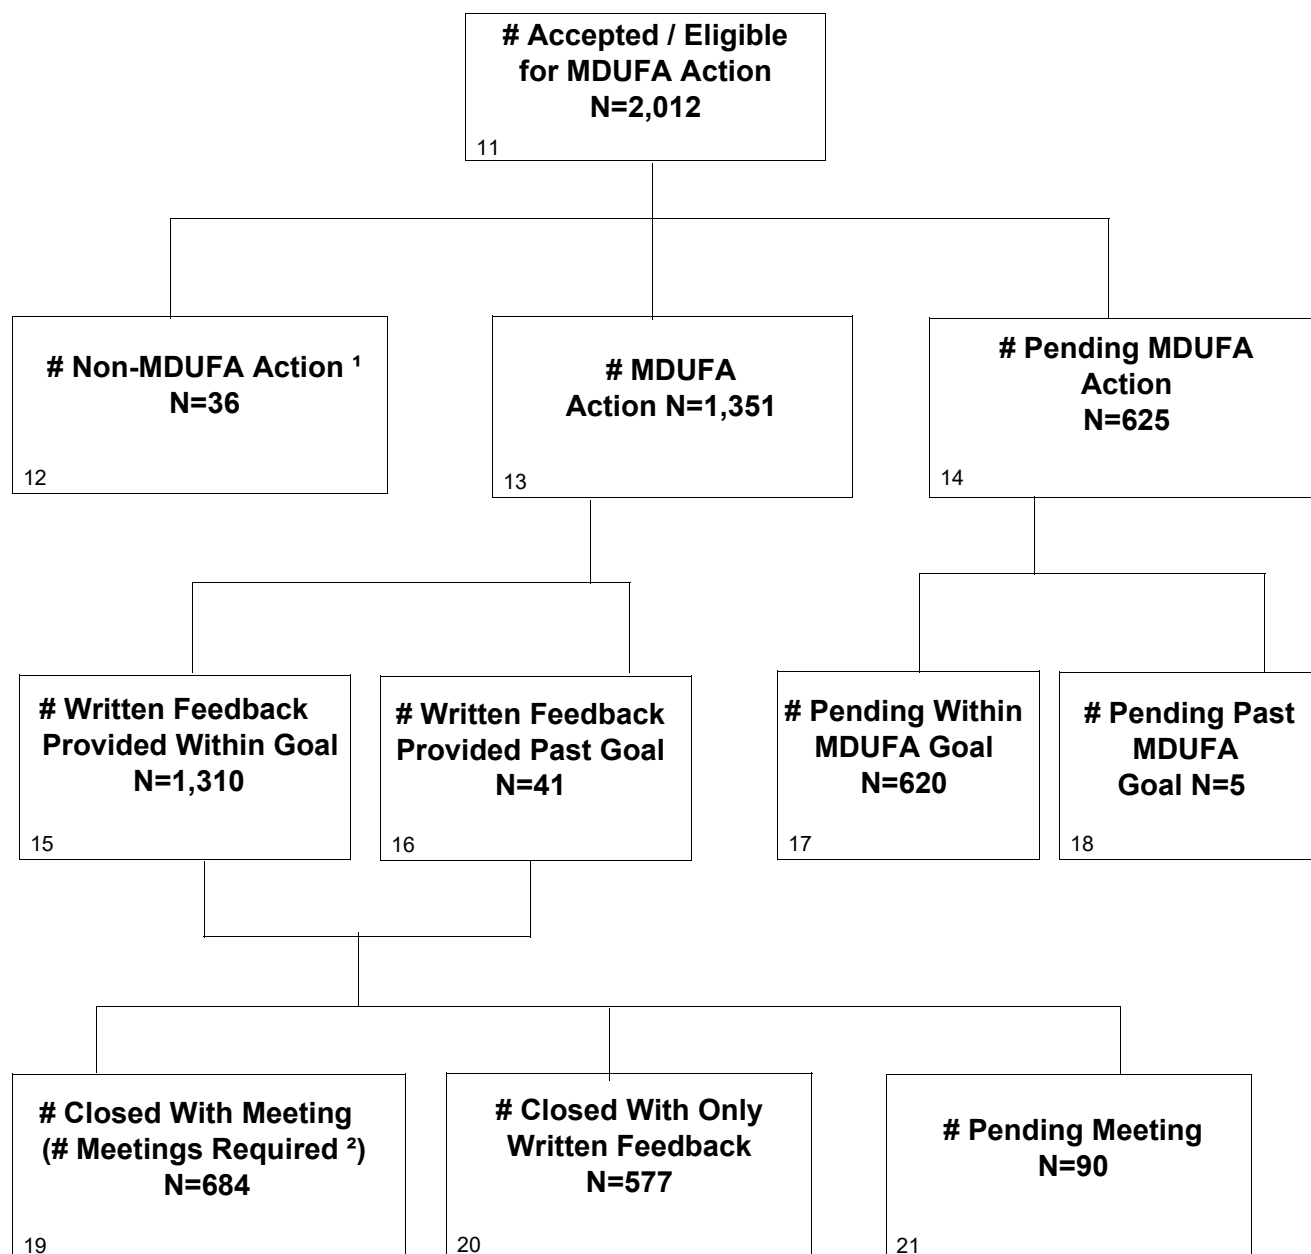 # Accepted / Eligible
for MDUFA Action
N=2,012
11
# Non-MDUFA Action ¹
N=36
12
# MDUFA
Action N=1,351
13
# Pending MDUFA
Action
N=625
14
# Written Feedback
Provided Within Goal
N=1,310
15
# Written Feedback
Provided Past Goal
N=41
16
# Pending Within
MDUFA Goal
N=620
17
# Pending Past
MDUFA
Goal N=5
18
# Closed With Meeting
(# Meetings Required ²)
N=684
19
# Closed With Only
Written Feedback
N=577
20
# Pending Meeting
N=90
21